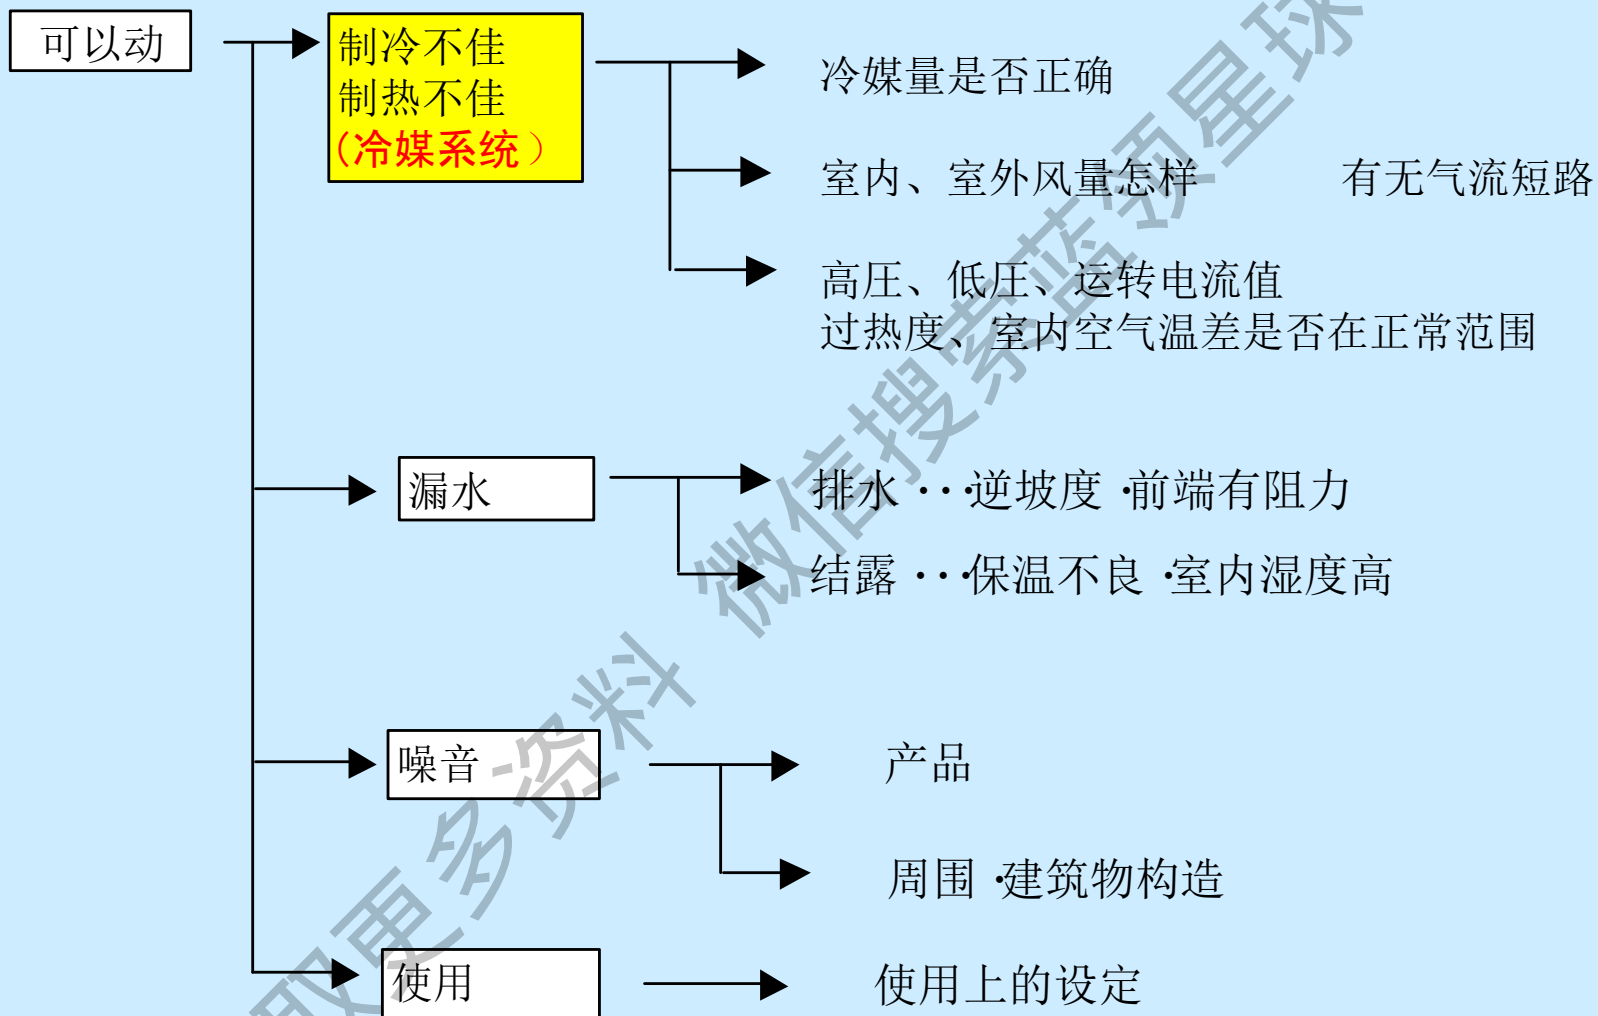 可以动
制冷不佳
制热不佳
(冷媒系统）
冷媒量是否正确
室内、室外风量怎样 有无气流短路
高压、低压、运转电流值
过热度、室内空气温差是否在正常范围
漏水
排水 ···逆坡度 ·前端有阻力
结露 ···保温不良 ·室内湿度高
噪音
产品
周围 ·建筑物构造
使用
使用上的设定
取更多资料 微信搜索蓝领星球